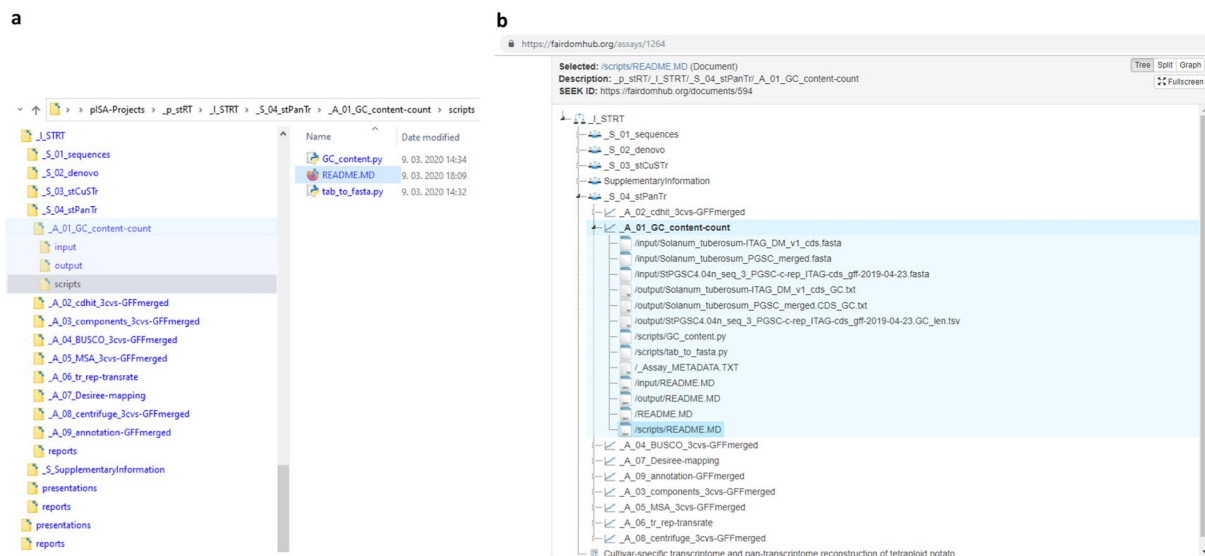 a
> > pISA-Projects > _p_stRT > _I_STRT > _S_04_stPanTr > _A_01_GC_content-count > scripts
_I_STRT
_S_01_sequences
_S_02_denovo
_S_03_stCuSTr
_S_04_stPanTr
_A_01_GC_content-count
input
output
scripts
_A_02_cdhit_3cvs-GFFmerged
_A_03_components_3cvs-GFFmerged
_A_04_BUSCO_3cvs-GFFmerged
_A_05_MSA_3cvs-GFFmerged
_A_06_tr_rep-transrate
_A_07_Desiree-mapping
_A_08_centrifuge_3cvs-GFFmerged
_A_09_annotation-GFFmerged
reports
_S_SupplementaryInformation
presentations
reports
presentations
reports
Name Date modified
GC_content.py 9. 03. 2020 14:34
README.MD 9. 03. 2020 18:09
tab_to_fasta.py 9. 03. 2020 14:32
b
https://fairdomhub.org/assays/1264
Selected: /scripts/README.MD (Document)
Description: _p_stRT/_I_STRT/_S_04_stPanTr/_A_01_GC_content-count
SEEK ID: https://fairdomhub.org/documents/594
Tree Split Graph
Fullscreen
_I_STRT
_S_01_sequences
_S_02_denovo
_S_03_stCuSTr
SupplementaryInformation
_S_04_stPanTr
_A_02_cdhit_3cvs-GFFmerged
_A_01_GC_content-count
/input/Solanum_tuberosum-ITAG_DM_v1_cds.fasta
/input/Solanum_tuberosum_PGSC_merged.fasta
/input/StPGSC4.04n_seq_3_PGSC-c-rep_ITAG-cds_gff-2019-04-23.fasta
/output/Solanum_tuberosum-ITAG_DM_v1_cds_GC.txt
/output/Solanum_tuberosum_PGSC_merged.CDS_GC.txt
/output/StPGSC4.04n_seq_3_PGSC-c-rep_ITAG-cds_gff-2019-04-23.GC_len.tsv
/scripts/GC_content.py
/scripts/tab_to_fasta.py
/_Assay_METADATA.TXT
/input/README.MD
/output/README.MD
/README.MD
/scripts/README.MD
_A_04_BUSCO_3cvs-GFFmerged
_A_07_Desiree-mapping
_A_09_annotation-GFFmerged
_A_03_components_3cvs-GFFmerged
_A_05_MSA_3cvs-GFFmerged
_A_06_tr_rep-transrate
_A_08_centrifuge_3cvs-GFFmerged
Cultivar-specific transcriptome and pan-transcriptome reconstruction of tetraploid potato